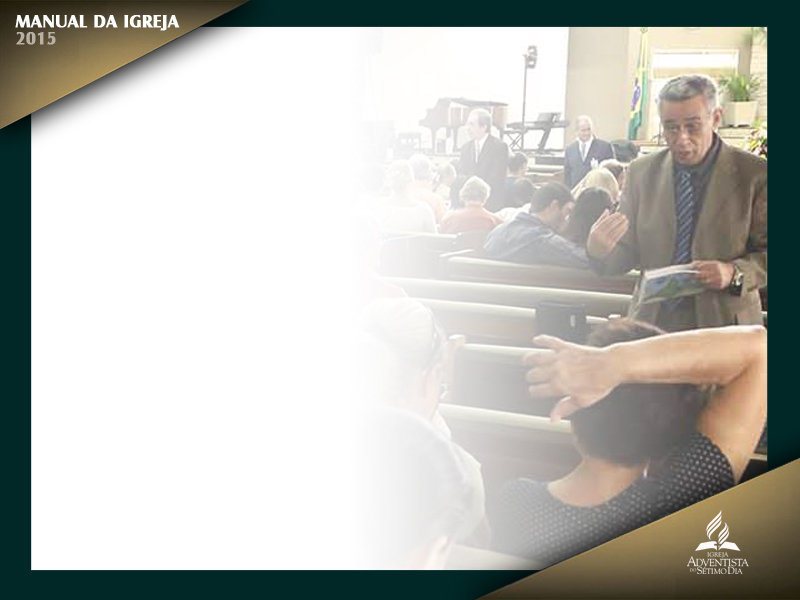 MANUAL DA IGREJA
2015
IGREJA
ADVENTISTA
DO SÉTIMO DIA